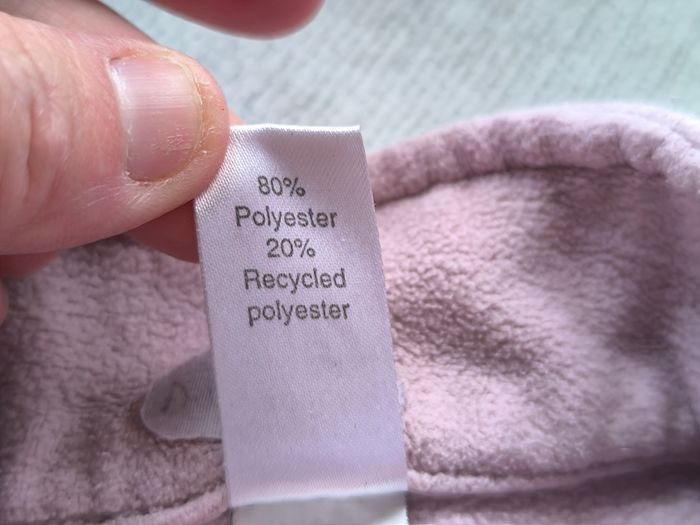 80%
Polyester
20%
Recycled
polyester